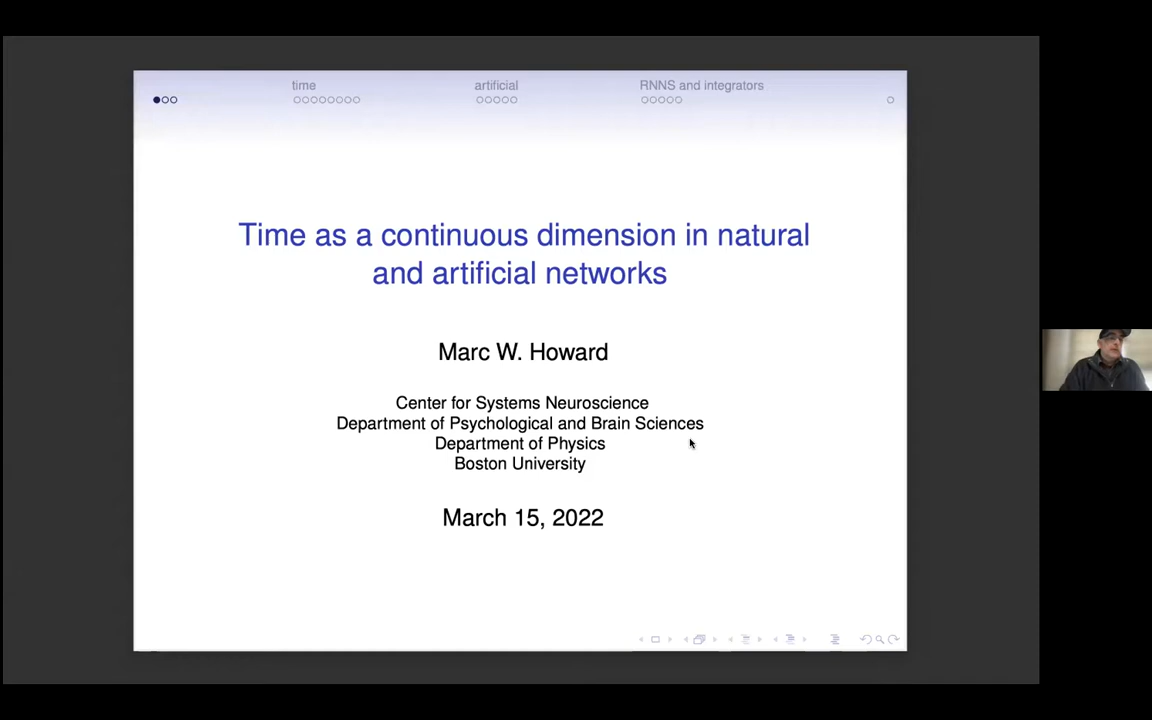 time artificial RNNS and integrators
Time as a continuous dimension in natural
and artificial networks
Marc W. Howard
Center for Systems Neuroscience
Department of Psychological and Brain Sciences
Department of Physics
Boston University
March 15, 2022